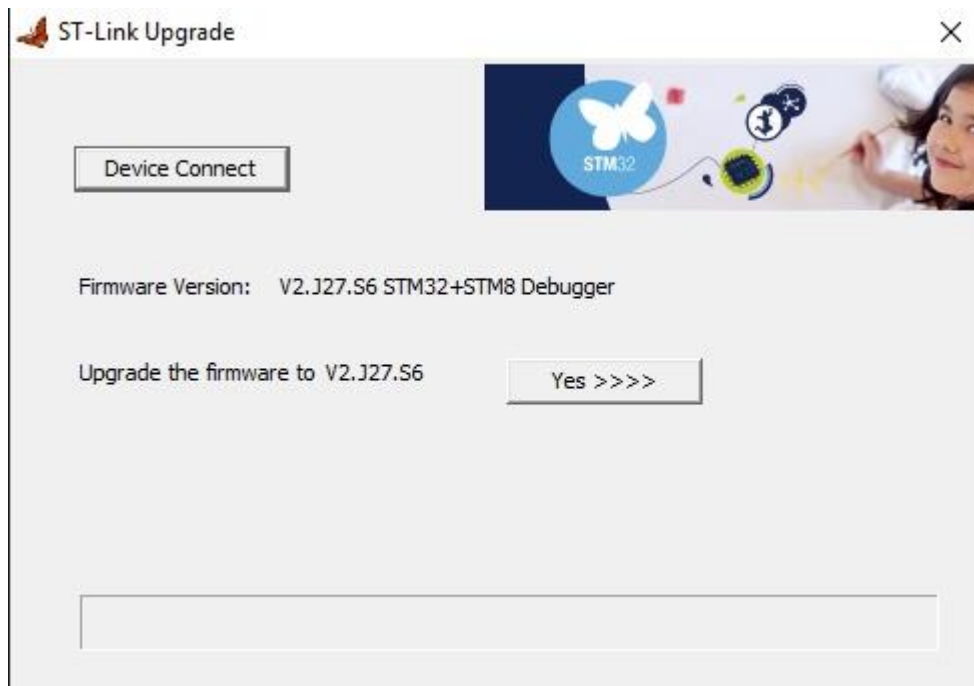 ST-Link Upgrade
STM32
Device Connect
Firmware Version: V2.J27.S6 STM32+STM8 Debugger
Upgrade the firmware to V2.J27.S6
Yes >>>>